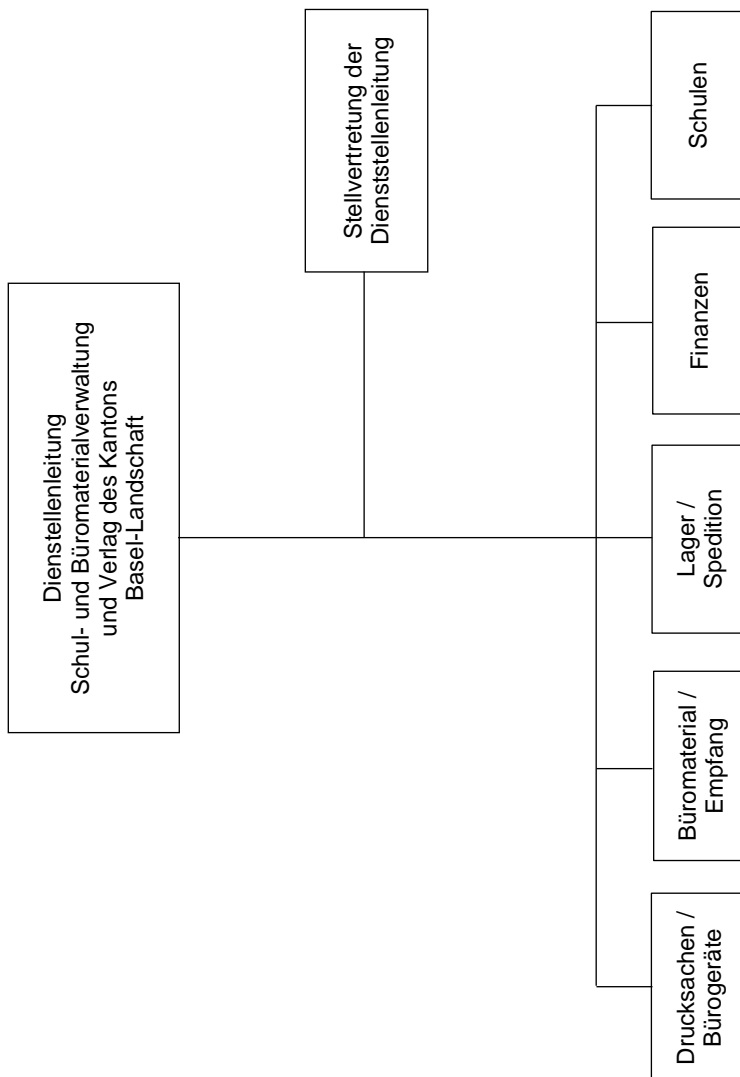 Dienstellenleitung
Schul- und Büromaterialverwaltung
und Verlag des Kantons
Basel-Landschaft
Stellvertretung der
Dienststellenleitung
Drucksachen /
Bürogeräte
Büromaterial /
Empfang
Lager /
Spedition
Finanzen
Schulen